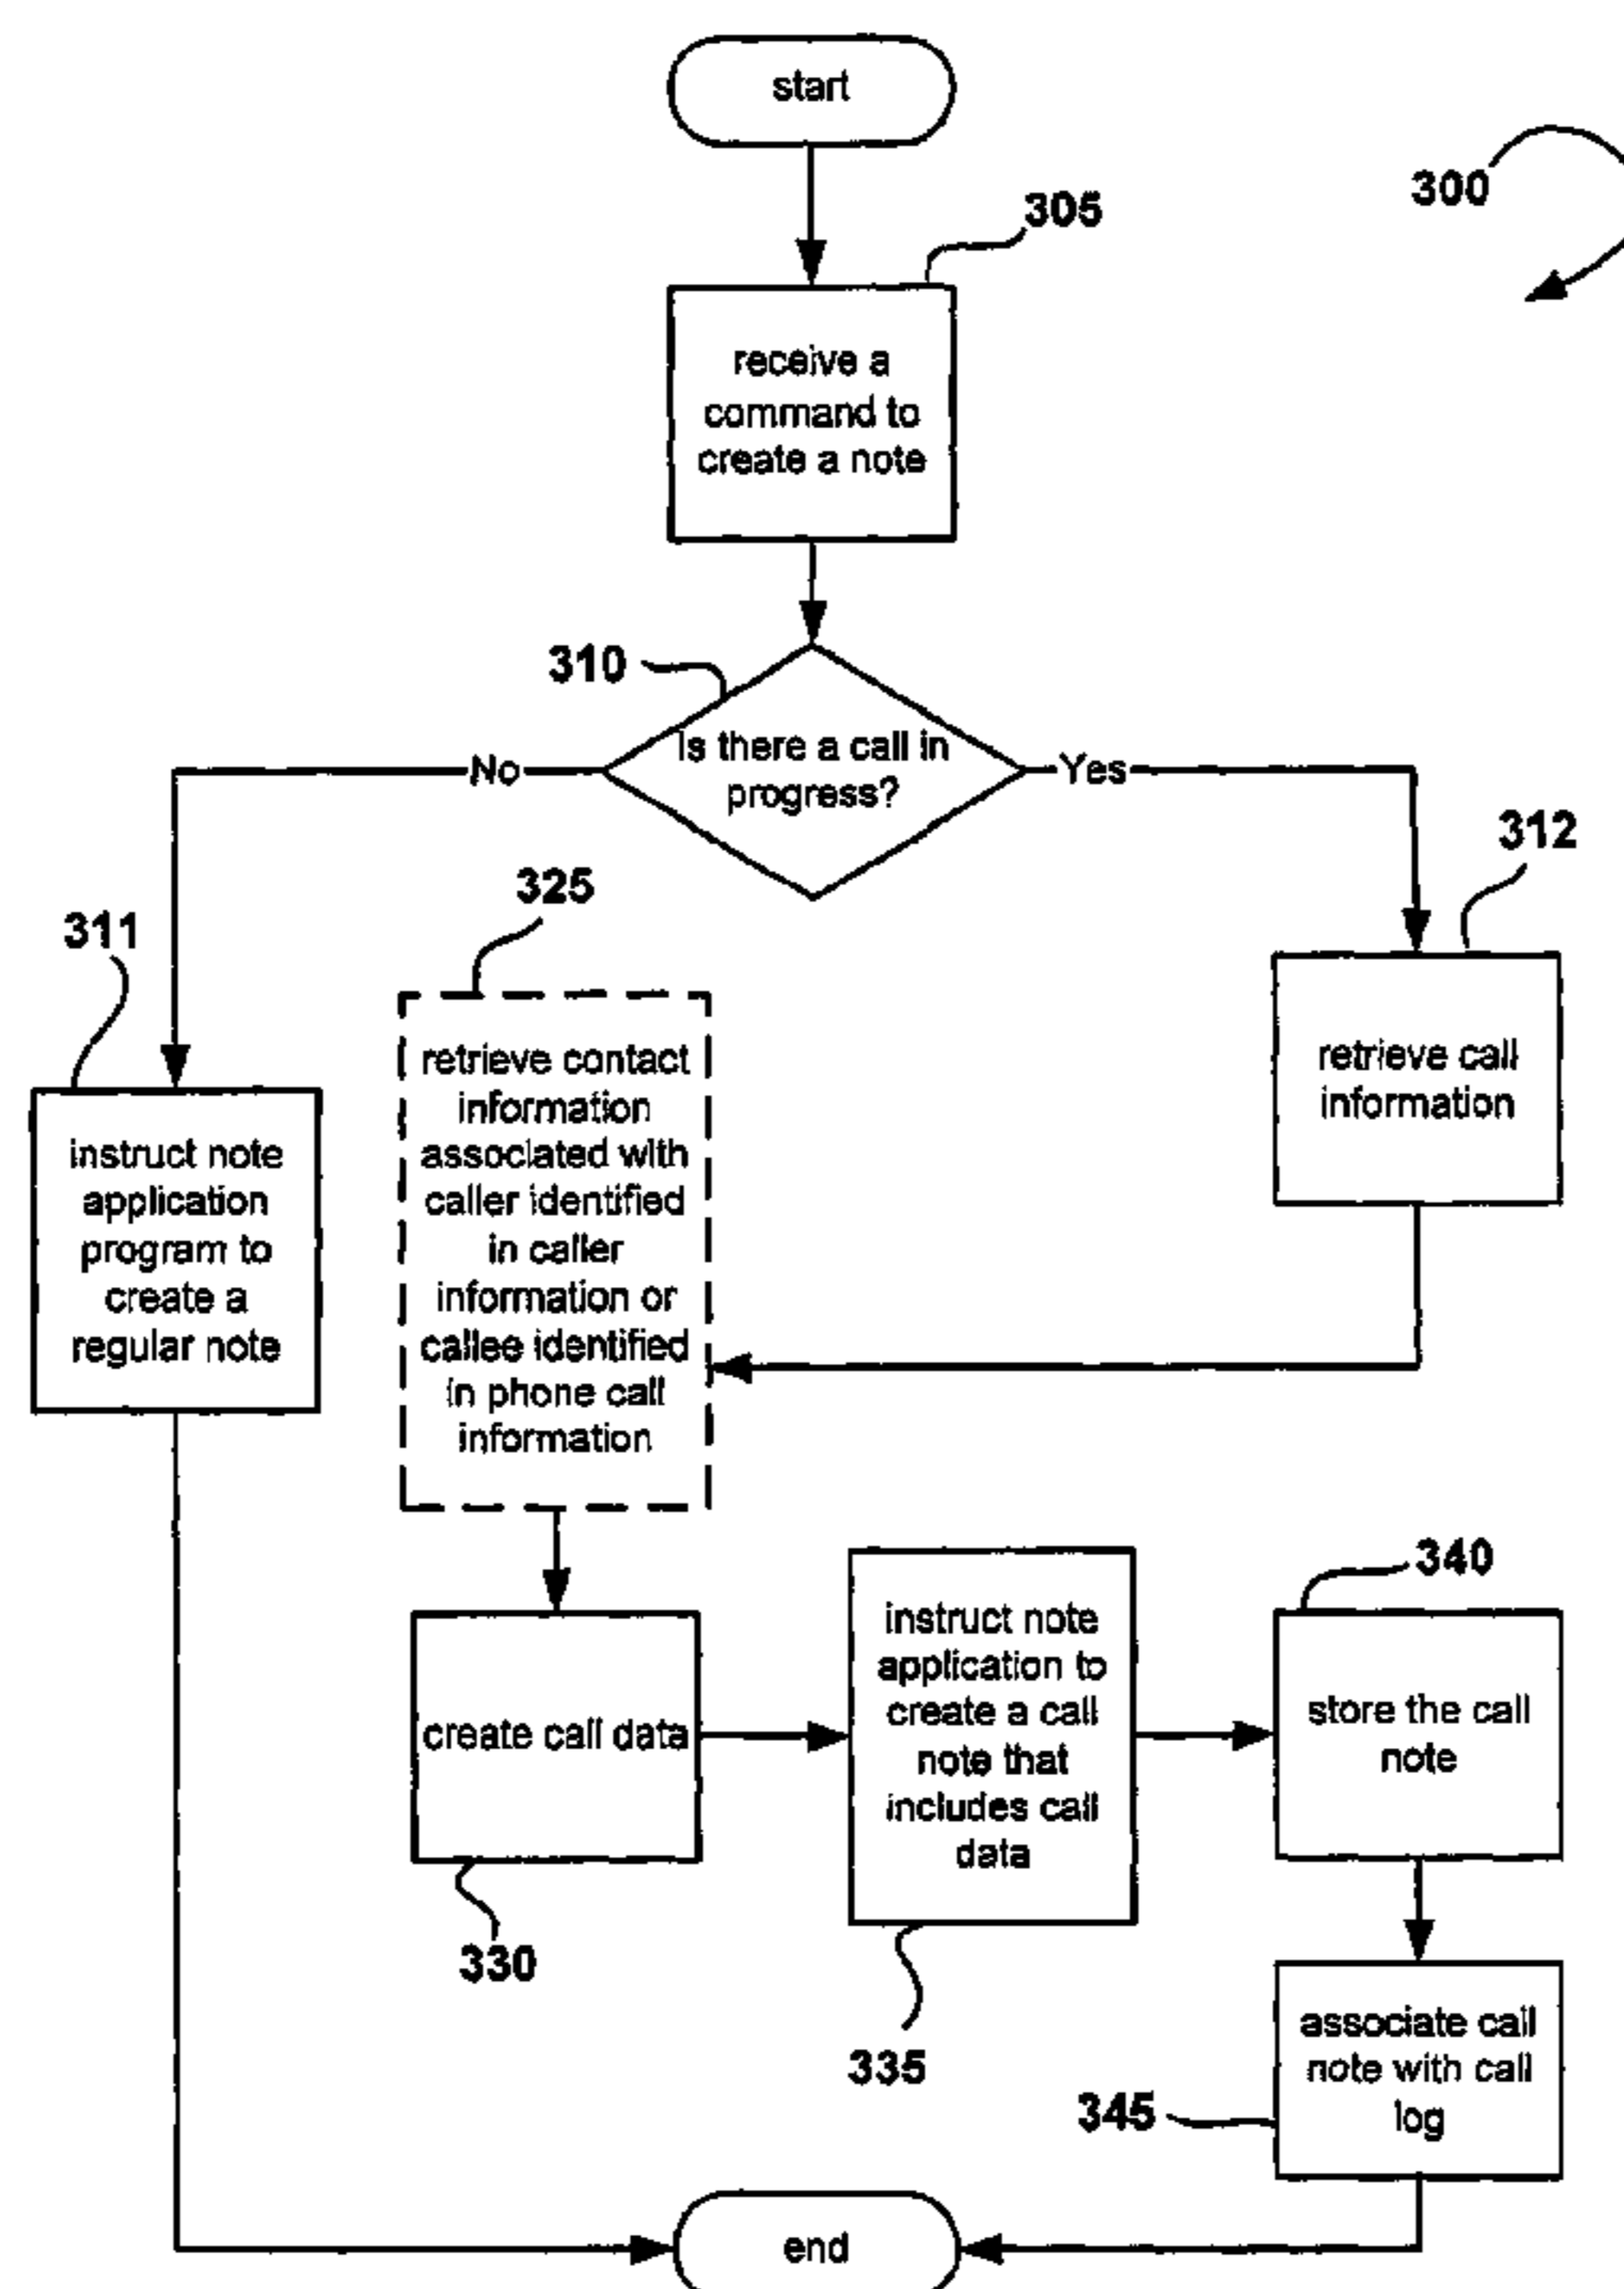 start
300
305
receive a
command to
create a note
310
Is there a call in
progress?
No
Yes
312
325
311
retrieve call
information
retrieve contact
information
associated with
caller identified
in caller
information or
callee identified
in phone call
information
instruct note
application
program to
create a
regular note
340
create call data
instruct note
application to
create a call
note that
includes call
data
store the call
note
330
335
associate call
note with call
log
345
end